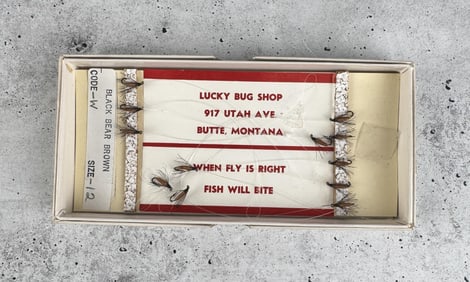 CODE-W
BLACK BEAR BROWN
SIZE-12
LUCKY BUG SHOP
917 UTAH AVE.
BUTTE, MONTANA
WHEN FLY IS RIGHT
FISH WILL BITE